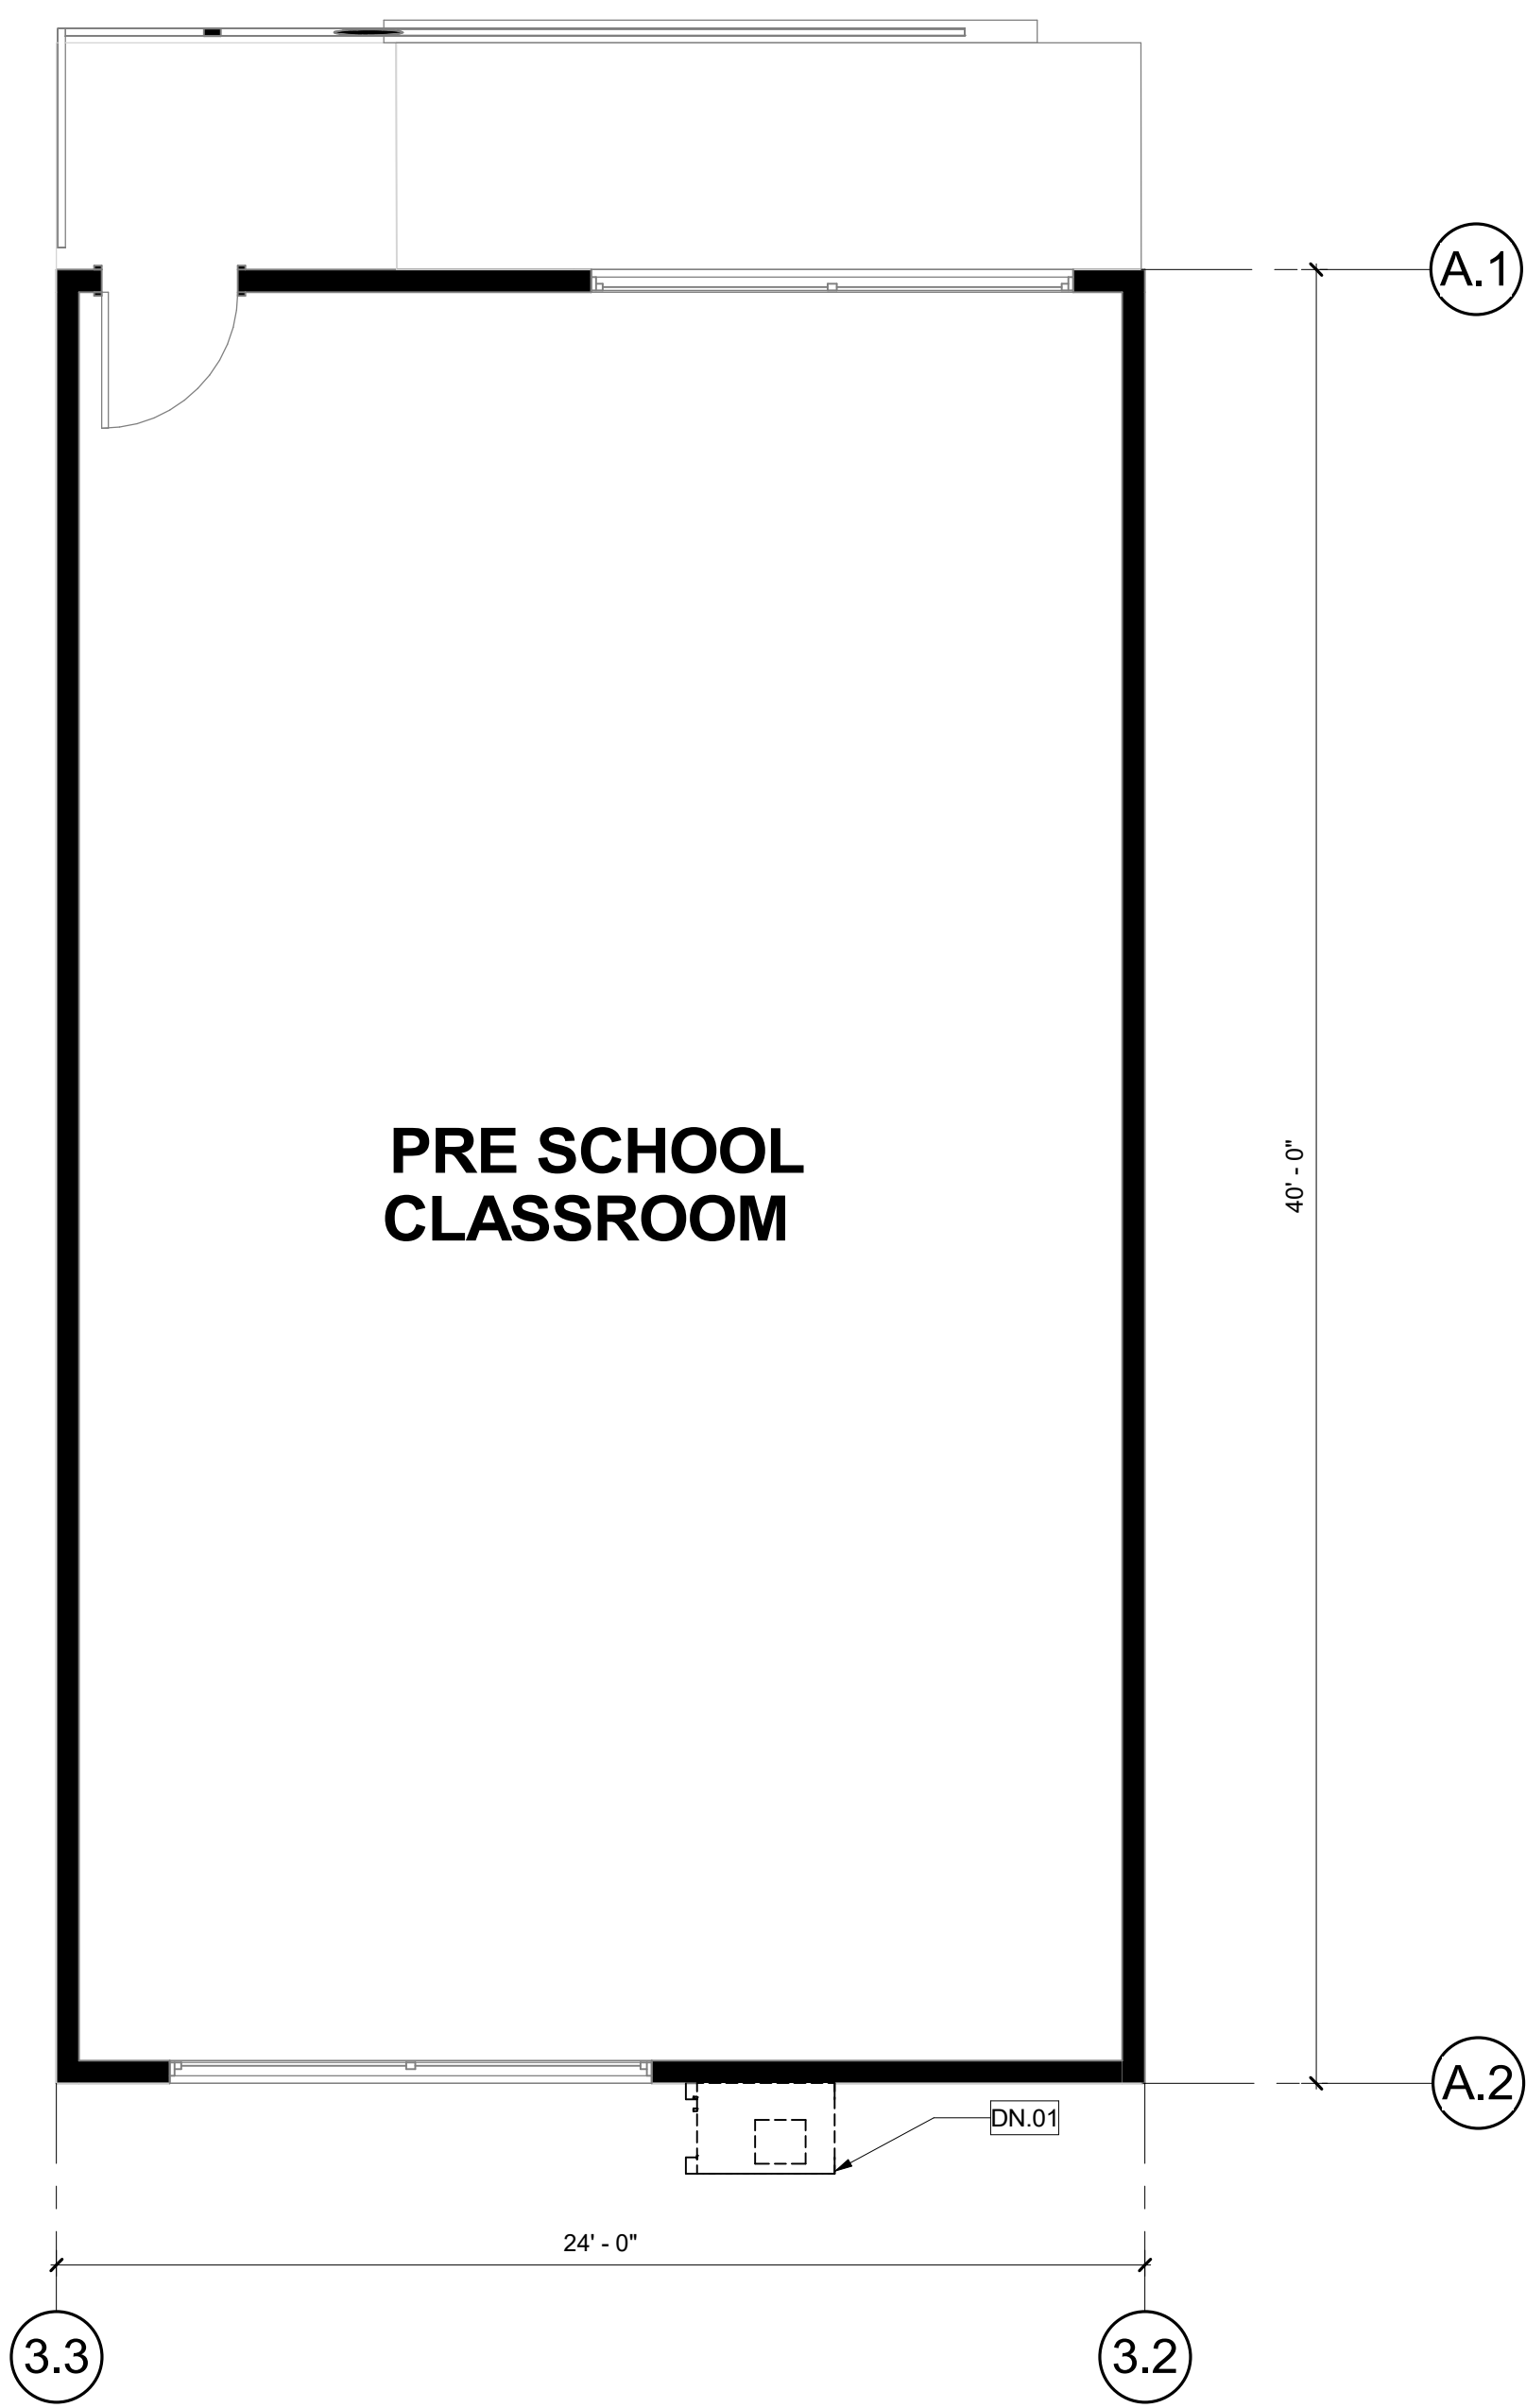 A.1
PRE SCHOOL
CLASSROOM
40' - 0"
A.2
DN.01
24' - 0"
3.3
3.2